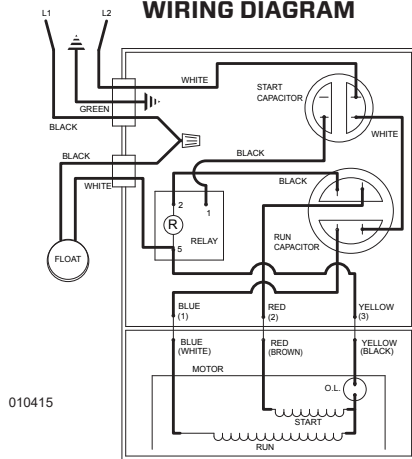 WIRING DIAGRAM
L1
L2
WHITE
START
CAPACITOR
GREEN
BLACK
WHITE
BLACK
BLACK
BLACK
WHITE
2
1
R
RELAY
5
RUN
CAPACITOR
FLOAT
BLUE
(1)
RED
(2)
YELLOW
(3)
BLUE
(WHITE)
RED
(BROWN)
YELLOW
(BLACK)
MOTOR
O.L.
010415
START
RUN